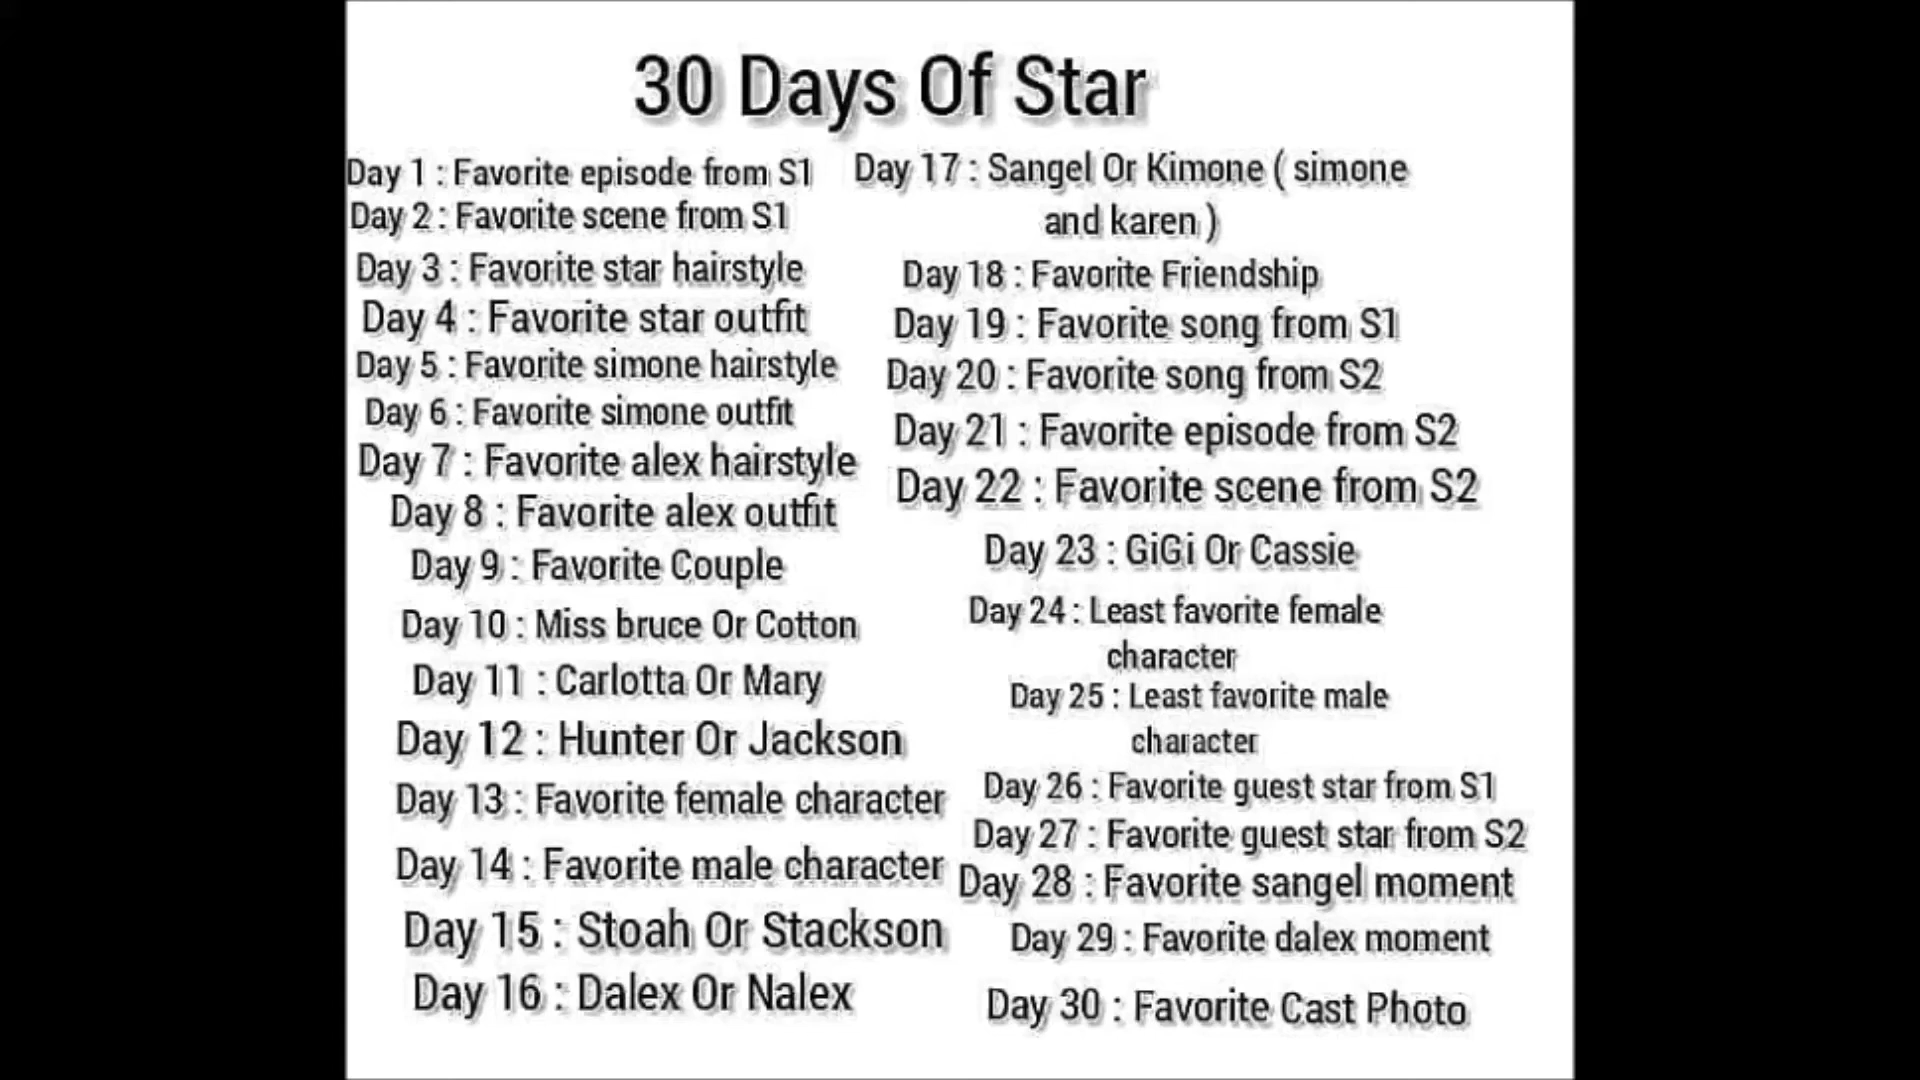 30 Days Of Star
Day 1 : Favorite episode from S1
Day 2 : Favorite scene from S1
Day 3 : Favorite star hairstyle
Day 4 : Favorite star outfit
Day 5 : Favorite simone hairstyle
Day 6 : Favorite simone outfit
Day 7 : Favorite alex hairstyle
Day 8 : Favorite alex outfit
Day 9 : Favorite Couple
Day 10 : Miss bruce Or Cotton
Day 11 : Carlotta Or Mary
Day 12 : Hunter Or Jackson
Day 13 : Favorite female character
Day 14 : Favorite male character
Day 15 : Stoah Or Stackson
Day 16 : Dalex Or Nalex
Day 17 : Sangel Or Kimone ( simone
and karen )
Day 18 : Favorite Friendship
Day 19 : Favorite song from S1
Day 20 : Favorite song from S2
Day 21 : Favorite episode from S2
Day 22 : Favorite scene from S2
Day 23 : GiGi Or Cassie
Day 24 : Least favorite female
character
Day 25 : Least favorite male
character
Day 26 : Favorite guest star from S1
Day 27 : Favorite guest star from S2
Day 28 : Favorite sangel moment
Day 29 : Favorite dalex moment
Day 30 : Favorite Cast Photo